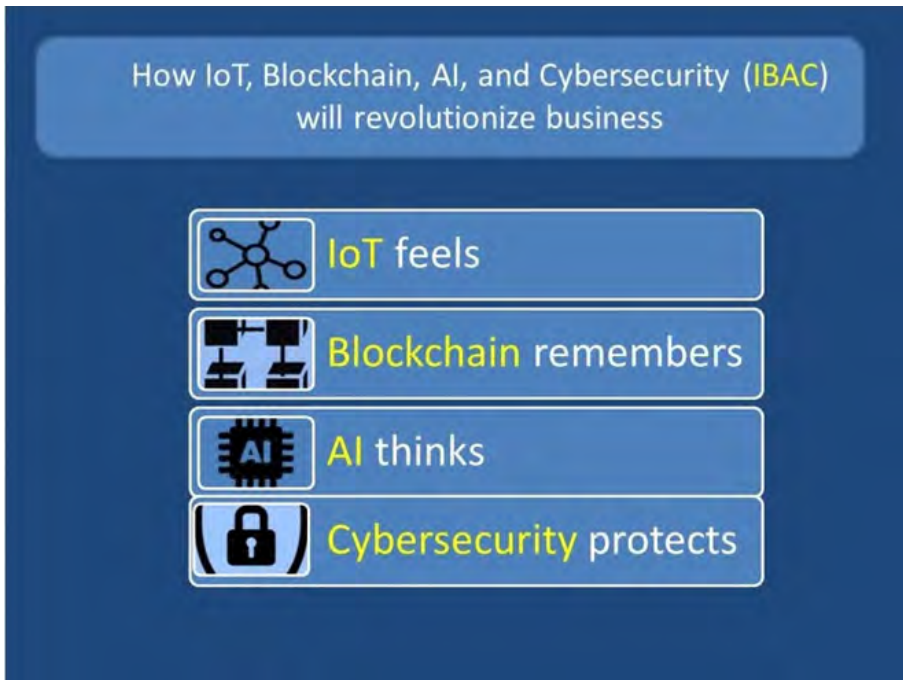 How IoT, Blockchain, AI, and Cybersecurity (IBAC)
will revolutionize business
IoT feels
Blockchain remembers
AI
AI thinks
Cybersecurity protects